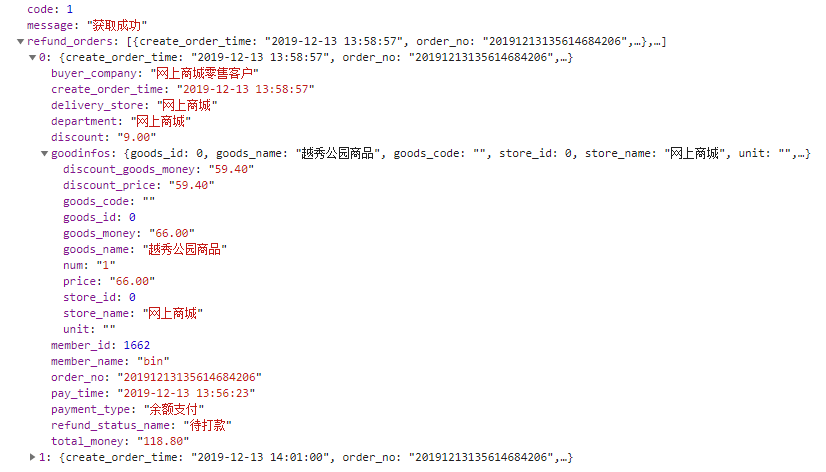 code: 1
message: "获取成功"
refund_orders: [{create_order_time: "2019-12-13 13:58:57", order_no: "20191213135614684206",…},…]
0: {create_order_time: "2019-12-13 13:58:57", order_no: "20191213135614684206",…}
buyer_company: "网上商城零售客户"
create_order_time: "2019-12-13 13:58:57"
delivery_store: "网上商城"
department: "网上商城"
discount: "9.00"
goodinfos: {goods_id: 0, goods_name: "越秀公园商品", goods_code: "", store_id: 0, store_name: "网上商城", unit: "",…}
discount_goods_money: "59.40"
discount_price: "59.40"
goods_code: ""
goods_id: 0
goods_money: "66.00"
goods_name: "越秀公园商品"
num: "1"
price: "66.00"
store_id: 0
store_name: "网上商城"
unit: ""
member_id: 1662
member_name: "bin"
order_no: "20191213135614684206"
pay_time: "2019-12-13 13:56:23"
payment_type: "余额支付"
refund_status_name: "待打款"
total_money: "118.80"
1: {create_order_time: "2019-12-13 14:01:00", order_no: "20191213135614684206",…}